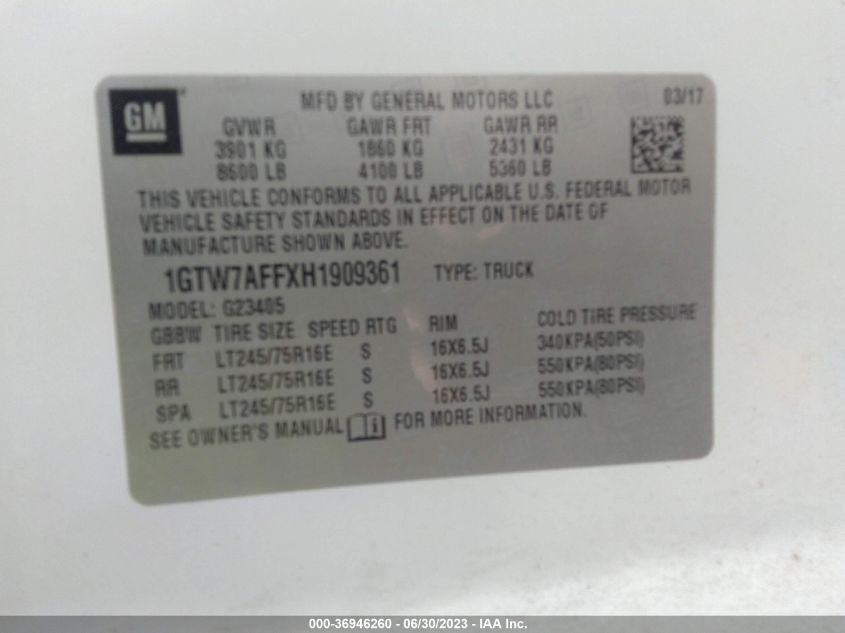 GM
MFD BY GENERAL MOTORS LLC 03/17
GVWR GAWR FRT GAWR RR
3901 KG 1860 KG 2431 KG
8600 LB 4100 LB 5360 LB
THIS VEHICLE CONFORMS TO ALL APPLICABLE U.S. FEDERAL MOTOR
VEHICLE SAFETY STANDARDS IN EFFECT ON THE DATE OF
MANUFACTURE SHOWN ABOVE.
1GTW7AFFXH1909361 TYPE: TRUCK
MODEL: G23405
GBBW TIRE SIZE SPEED RTG RIM COLD TIRE PRESSURE
FRT LT245/75R16E S 16X6.5J 340KPA(50PSI)
RR LT245/75R16E S 16X6.5J 550KPA(80PSI)
SPA LT245/75R16E S 16X6.5J 550KPA(80PSI)
SEE OWNER'S MANUAL i FOR MORE INFORMATION.
000-36946260 - 06/30/2023 - IAA Inc.